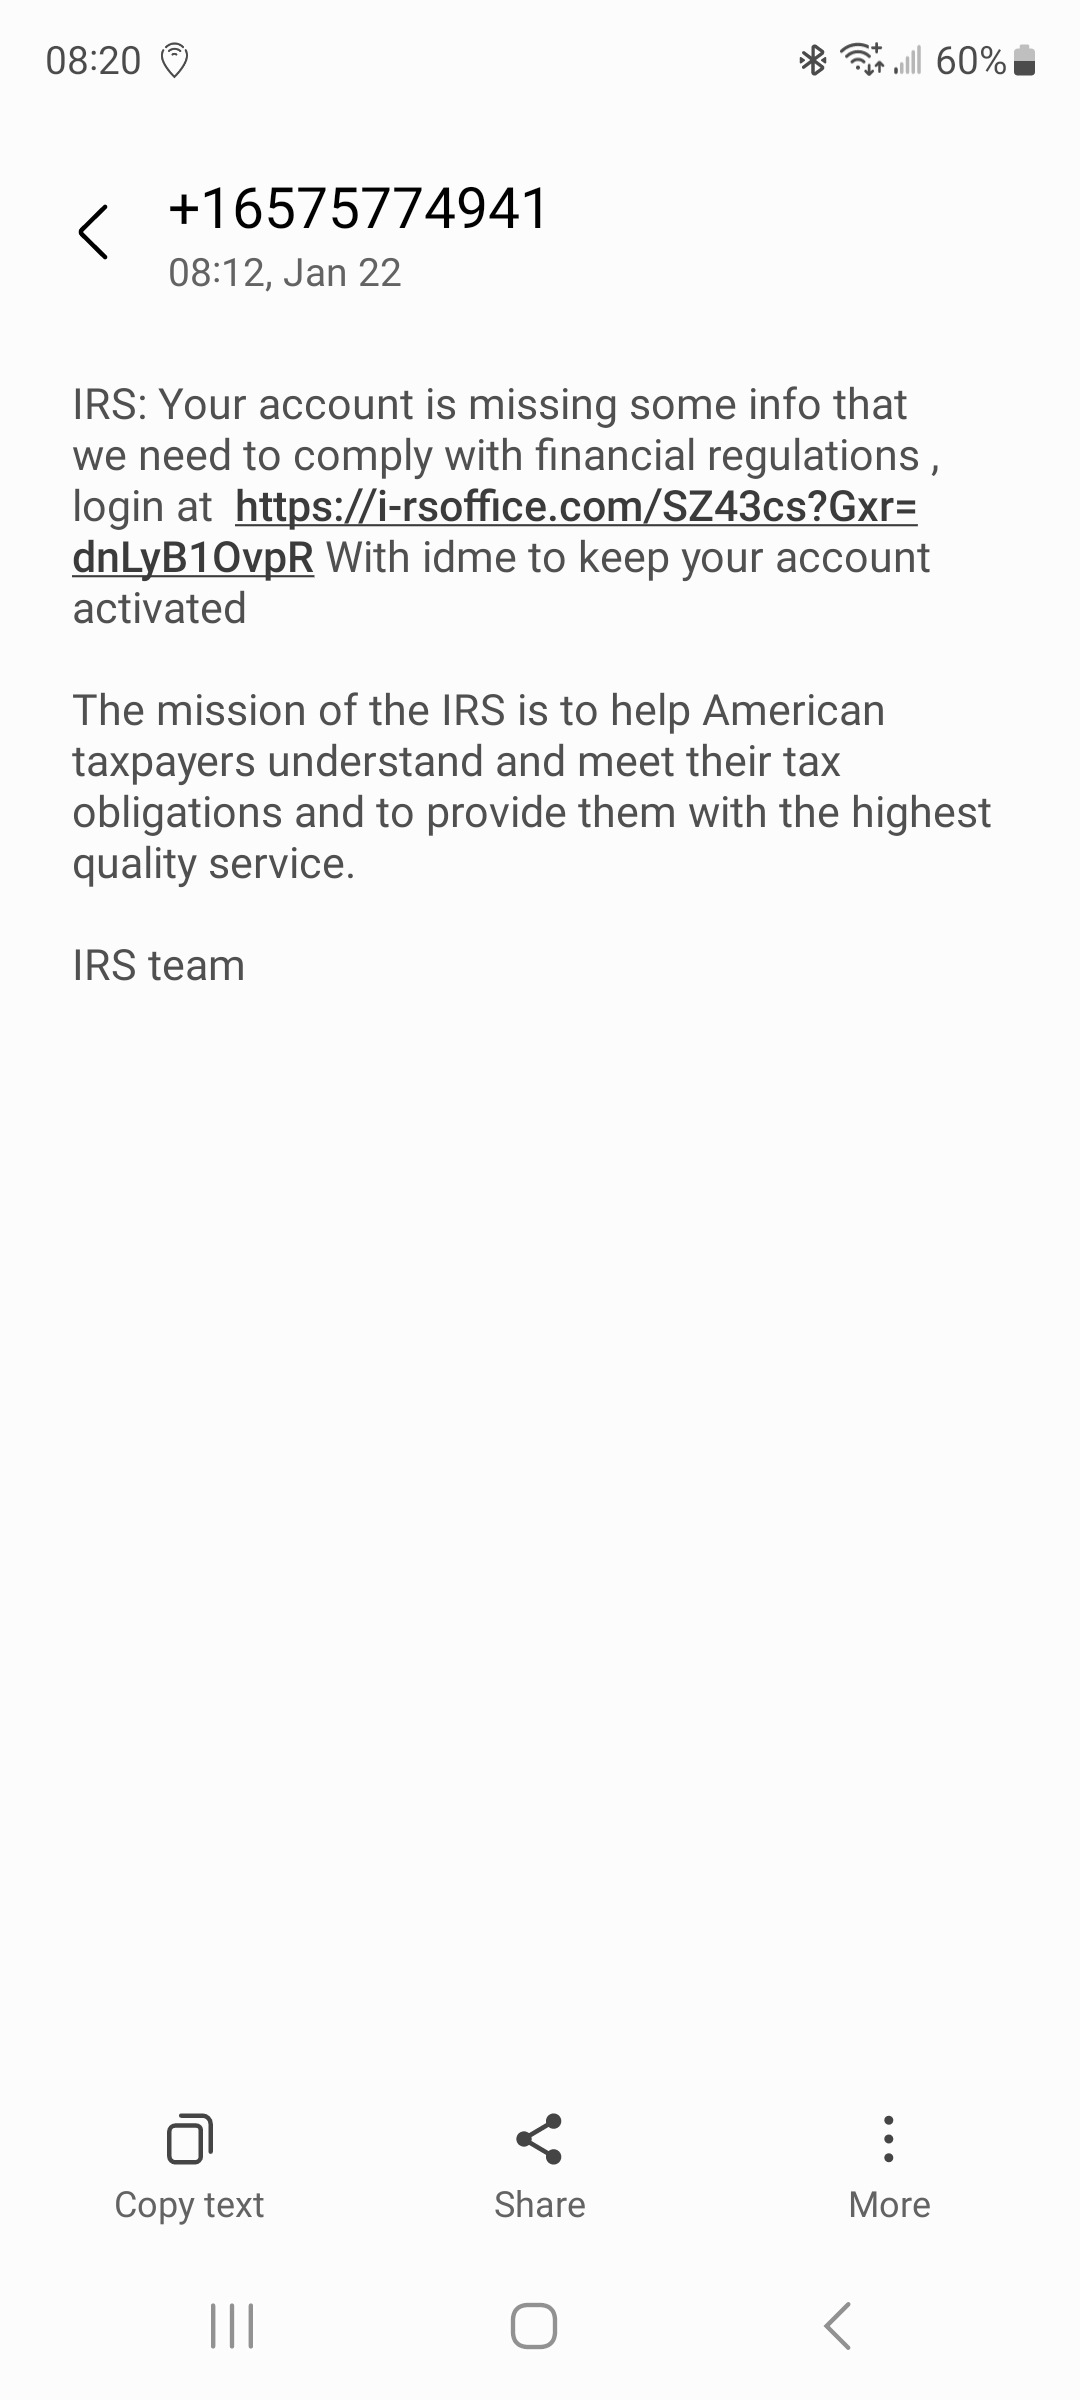 08:20
60%
+16575774941
08:12, Jan 22
IRS: Your account is missing some info that
we need to comply with financial regulations ,
login at  https://i-rsoffice.com/SZ43cs?Gxr=
dnLyB1OvpR With idme to keep your account
activated
The mission of the IRS is to help American
taxpayers understand and meet their tax
obligations and to provide them with the highest
quality service.
IRS team
Copy text
Share
More